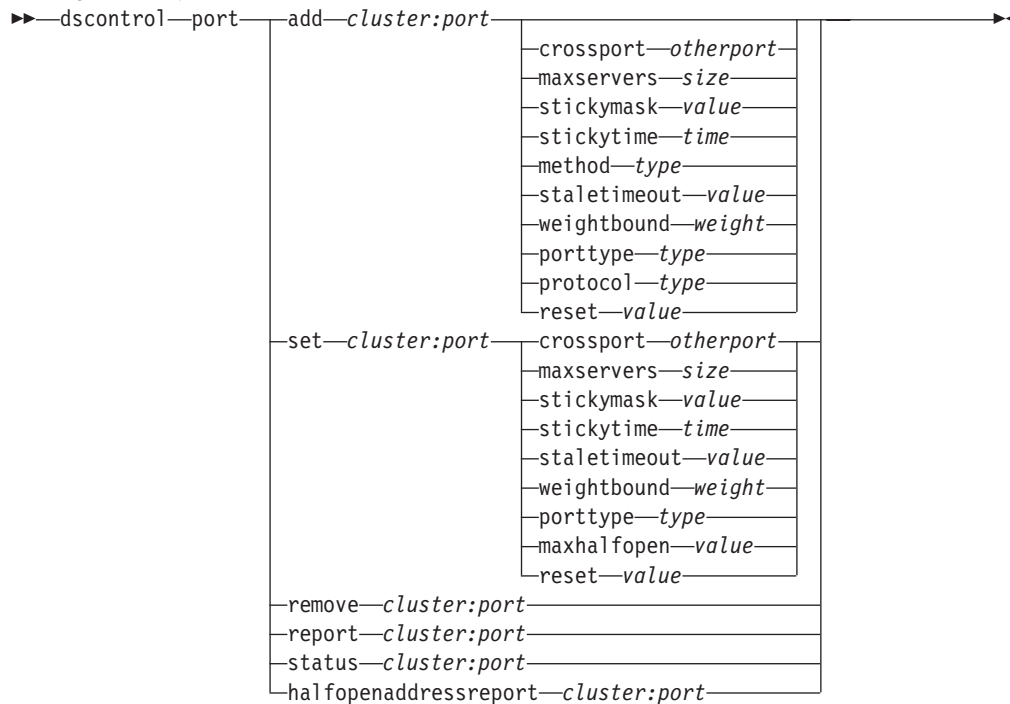 dscontrol port add cluster:port
crossport otherport
maxservers size
stickymask value
stickytime time
method type
staletimeout value
weightbound weight
porttype type
protocol type
reset value
set cluster:port crossport otherport
maxservers size
stickymask value
stickytime time
staletimeout value
weightbound weight
porttype type
maxhalfopen value
reset value
remove cluster:port
report cluster:port
status cluster:port
halfopenaddressreport cluster:port